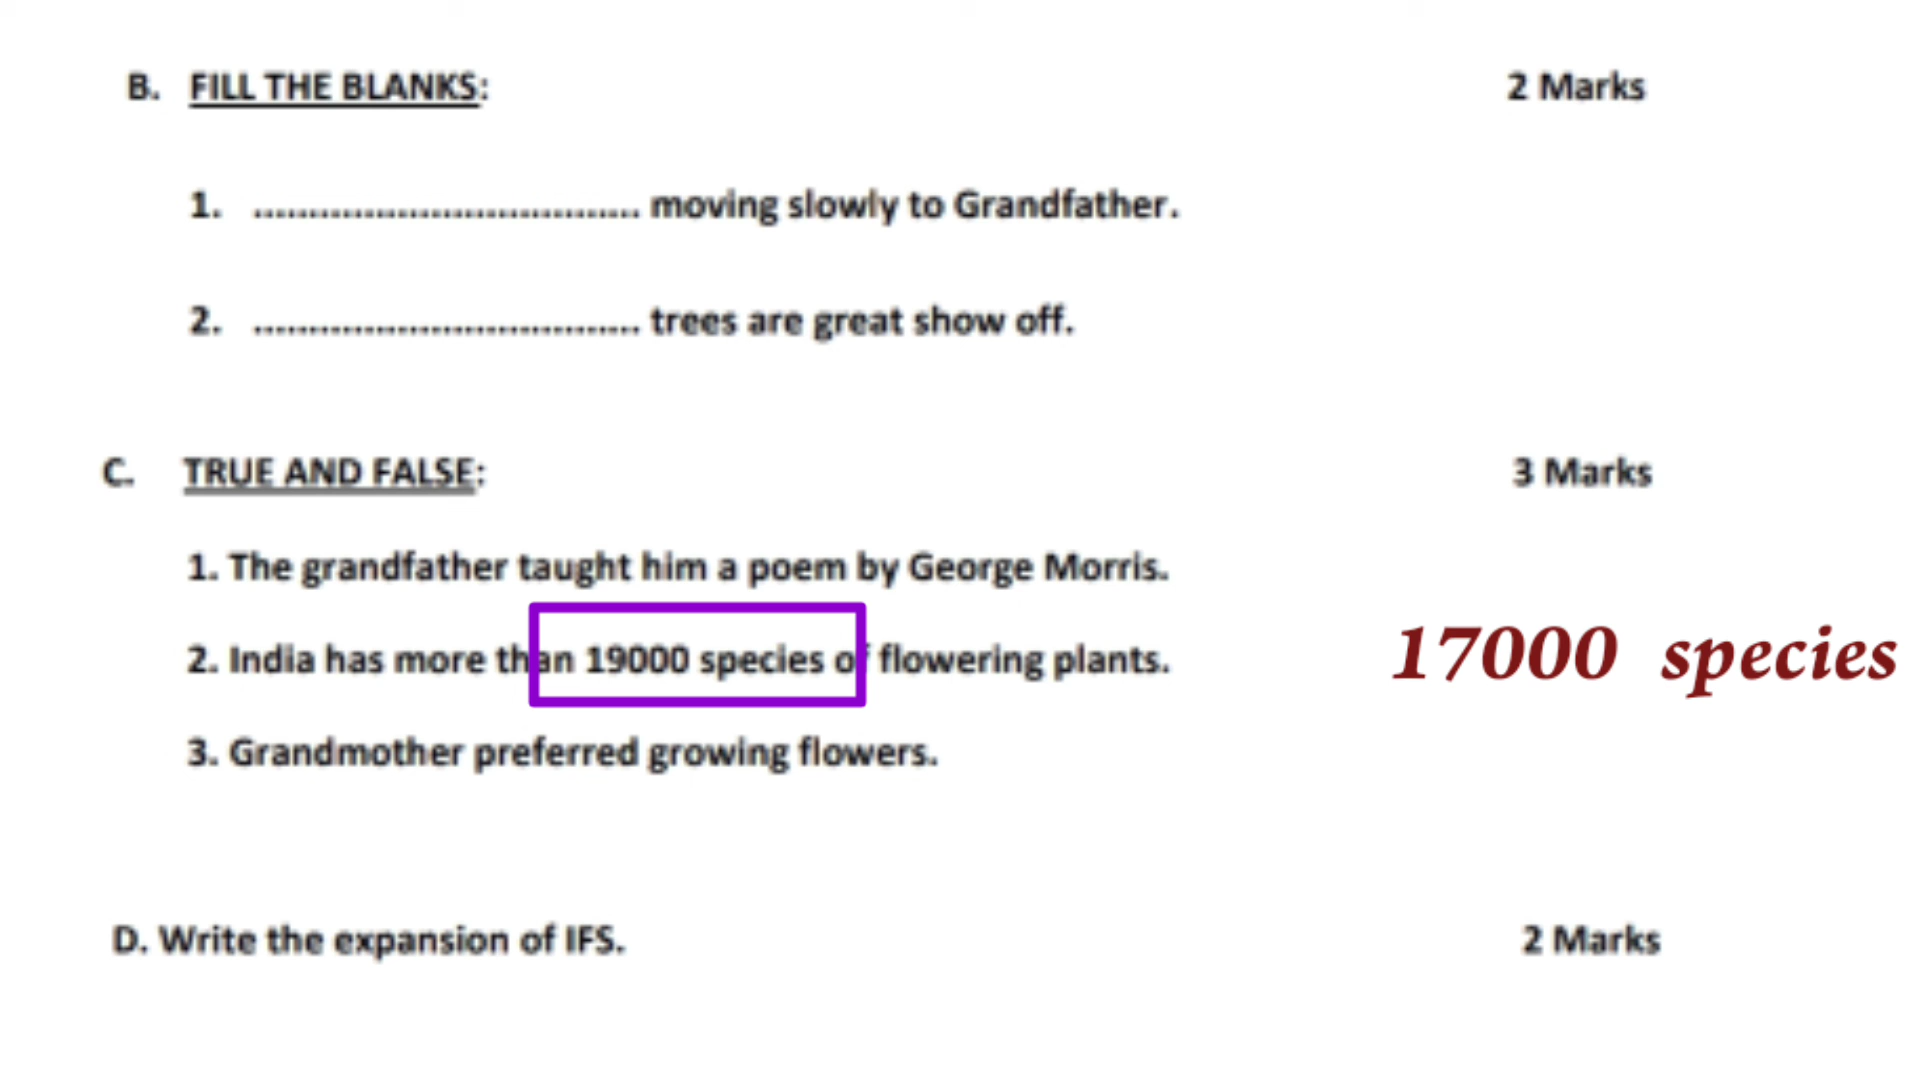 B. FILL THE BLANKS: 2 Marks
1. ................................... moving slowly to Grandfather.
2. ................................... trees are great show off.
C. TRUE AND FALSE: 3 Marks
1. The grandfather taught him a poem by George Morris.
2. India has more than 19000 species of flowering plants. 17000 species
3. Grandmother preferred growing flowers.
D. Write the expansion of IFS. 2 Marks